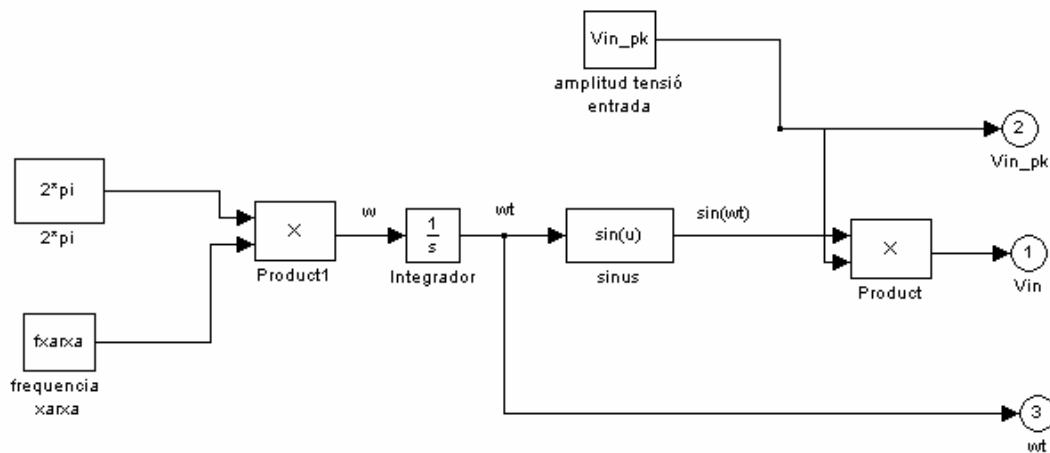 Vin_pk
amplitud tensió
entrada
2
Vin_pk
2*pi
2*pi
×
Product1
w
1
s
Integrador
wt
sin(u)
sinus
sin(wt)
×
Product
1
Vin
fxarxa
frequencia
xarxa
3
wt